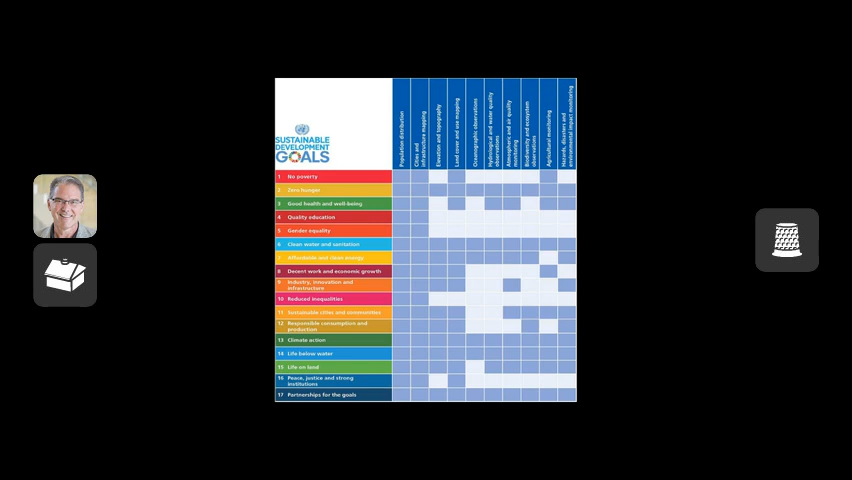 SUSTAINABLE
DEVELOPMENT
GOALS
Population distribution
Cities and
infrastructure mapping
Elevation and topography
Land cover and use mapping
Oceanographic observations
Hydrological and water quality
observations
Atmospheric and air quality
monitoring
Biodiversity and ecosystem
observations
Agricultural monitoring
Hazards, disasters and
environmental impact monitoring
1 No poverty
2 Zero hunger
3 Good health and well-being
4 Quality education
5 Gender equality
6 Clean water and sanitation
7 Affordable and clean energy
8 Decent work and economic growth
9 Industry, innovation and
infrastructure
10 Reduced inequalities
11 Sustainable cities and communities
12 Responsible consumption and
production
13 Climate action
14 Life below water
15 Life on land
16 Peace, justice and strong
institutions
17 Partnerships for the goals